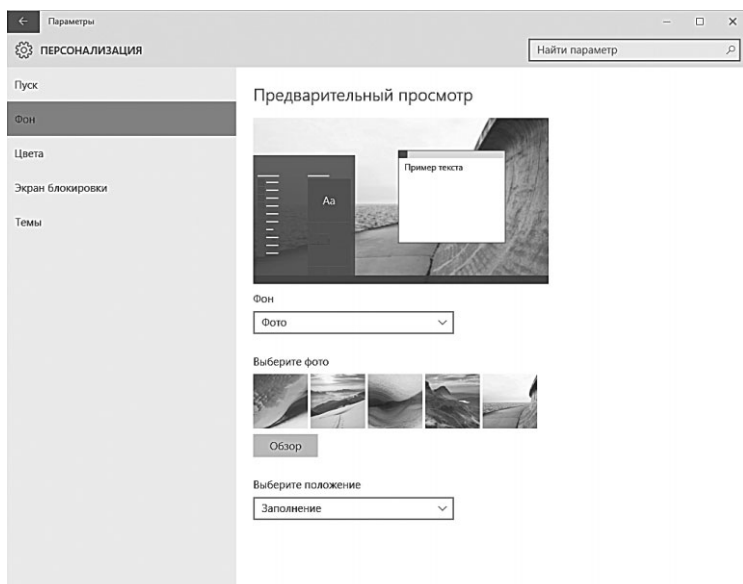 Параметры
ПЕРСОНАЛИЗАЦИЯ
Найти параметр
Пуск
Фон
Цвета
Экран блокировки
Темы
Предварительный просмотр
Пример текста
Aa
Фон
Фото
Выберите фото
Обзор
Выберите положение
Заполнение